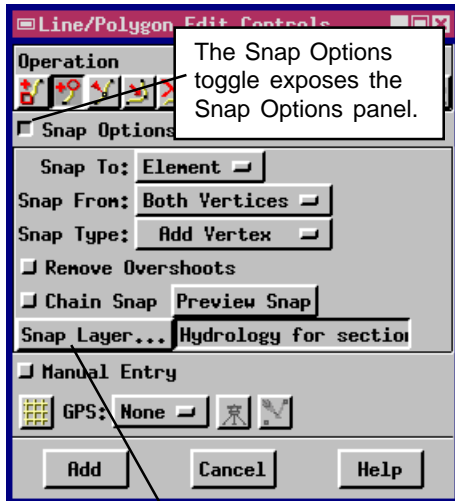 Line/Polygon Edit Controls
The Snap Options
toggle exposes the
Snap Options panel.
Operation
Snap Options
Snap To: Element
Snap From: Both Vertices
Snap Type: Add Vertex
Remove Overshoots
Chain Snap Preview Snap
Snap Layer... Hydrology for section
Manual Entry
GPS: None
Add Cancel Help